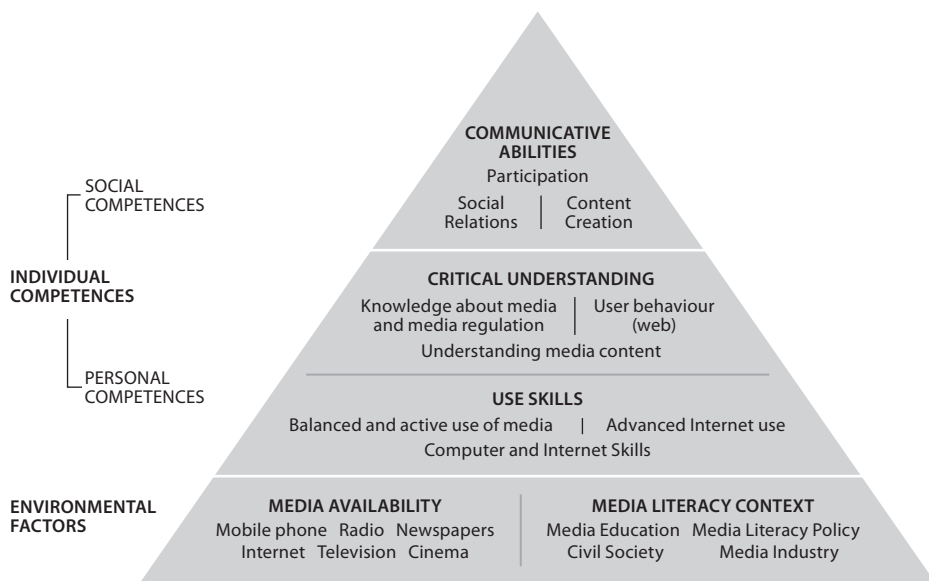 COMMUNICATIVE
ABILITIES
Participation
Social
Relations
Content
Creation
SOCIAL
COMPETENCES
INDIVIDUAL
COMPETENCES
CRITICAL UNDERSTANDING
Knowledge about media
and media regulation
User behaviour
(web)
Understanding media content
PERSONAL
COMPETENCES
USE SKILLS
Balanced and active use of media
Advanced Internet use
Computer and Internet Skills
ENVIRONMENTAL
FACTORS
MEDIA AVAILABILITY
Mobile phone Radio Newspapers
Internet Television Cinema
MEDIA LITERACY CONTEXT
Media Education Media Literacy Policy
Civil Society Media Industry